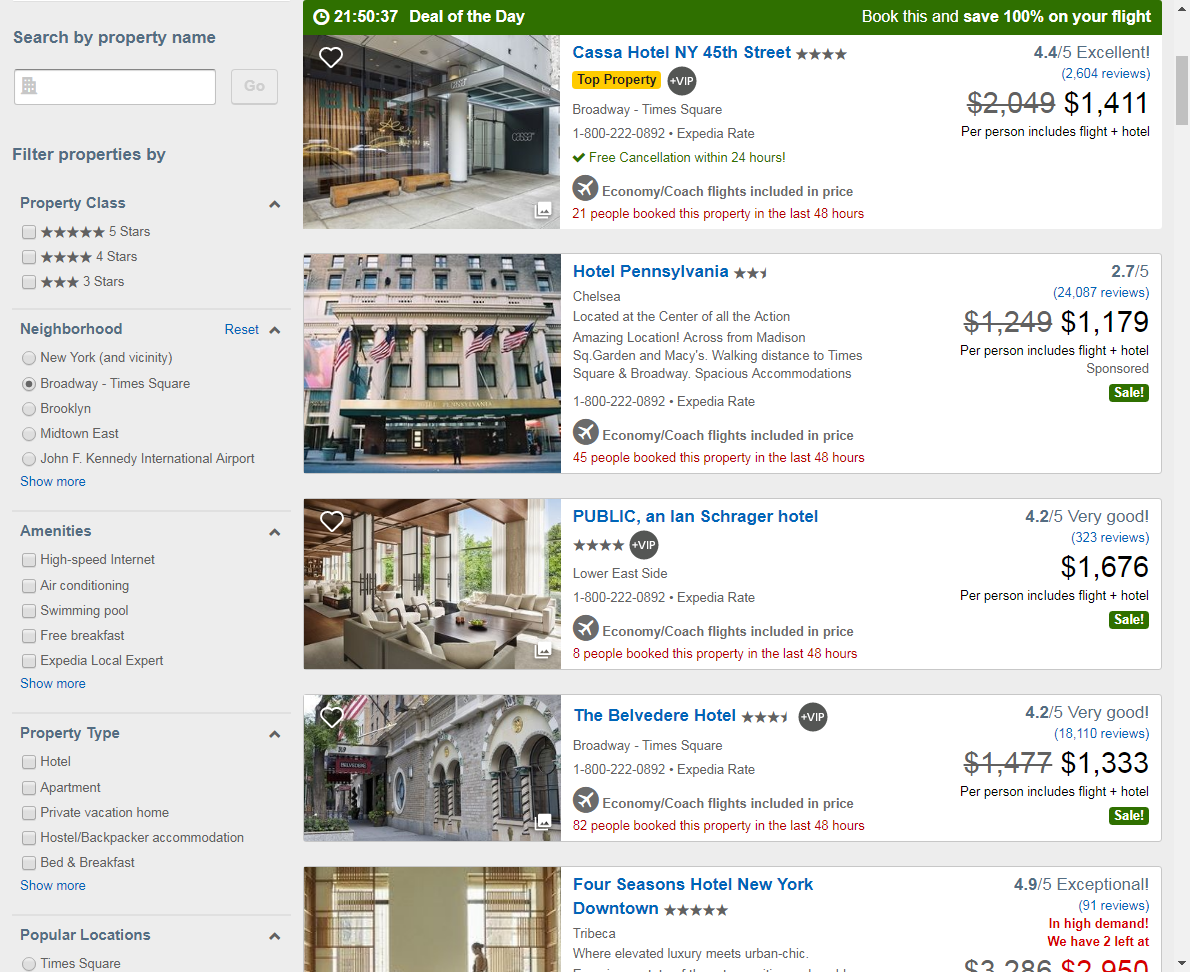 Search by property name
Go
Filter properties by
Property Class
5 Stars
4 Stars
3 Stars
Neighborhood
Reset
New York (and vicinity)
Broadway - Times Square
Brooklyn
Midtown East
John F. Kennedy International Airport
Show more
Amenities
High-speed Internet
Air conditioning
Swimming pool
Free breakfast
Expedia Local Expert
Show more
Property Type
Hotel
Apartment
Private vacation home
Hostel/Backpacker accommodation
Bed & Breakfast
Show more
Popular Locations
Times Square
21:50:37 Deal of the Day
Book this and save 100% on your flight
Cassa Hotel NY 45th Street
Top Property +VIP
Broadway - Times Square
1-800-222-0892 • Expedia Rate
Free Cancellation within 24 hours!
Economy/Coach flights included in price
21 people booked this property in the last 48 hours
4.4/5 Excellent!
(2,604 reviews)
$2,049 $1,411
Per person includes flight + hotel
Hotel Pennsylvania
Chelsea
Located at the Center of all the Action
Amazing Location! Across from Madison
Sq.Garden and Macy's. Walking distance to Times
Square & Broadway. Spacious Accommodations
1-800-222-0892 • Expedia Rate
Economy/Coach flights included in price
45 people booked this property in the last 48 hours
2.7/5
(24,087 reviews)
$1,249 $1,179
Per person includes flight + hotel
Sponsored
Sale!
PUBLIC, an Ian Schrager hotel
+VIP
Lower East Side
1-800-222-0892 • Expedia Rate
Economy/Coach flights included in price
8 people booked this property in the last 48 hours
4.2/5 Very good!
(323 reviews)
$1,676
Per person includes flight + hotel
Sale!
BELVEDERE
The Belvedere Hotel +VIP
Broadway - Times Square
1-800-222-0892 • Expedia Rate
Economy/Coach flights included in price
82 people booked this property in the last 48 hours
4.2/5 Very good!
(18,110 reviews)
$1,477 $1,333
Per person includes flight + hotel
Sale!
Four Seasons Hotel New York
Downtown
Tribeca
Where elevated luxury meets urban-chic.
4.9/5 Exceptional!
(91 reviews)
In high demand!
We have 2 left at
$3,286 $2,950